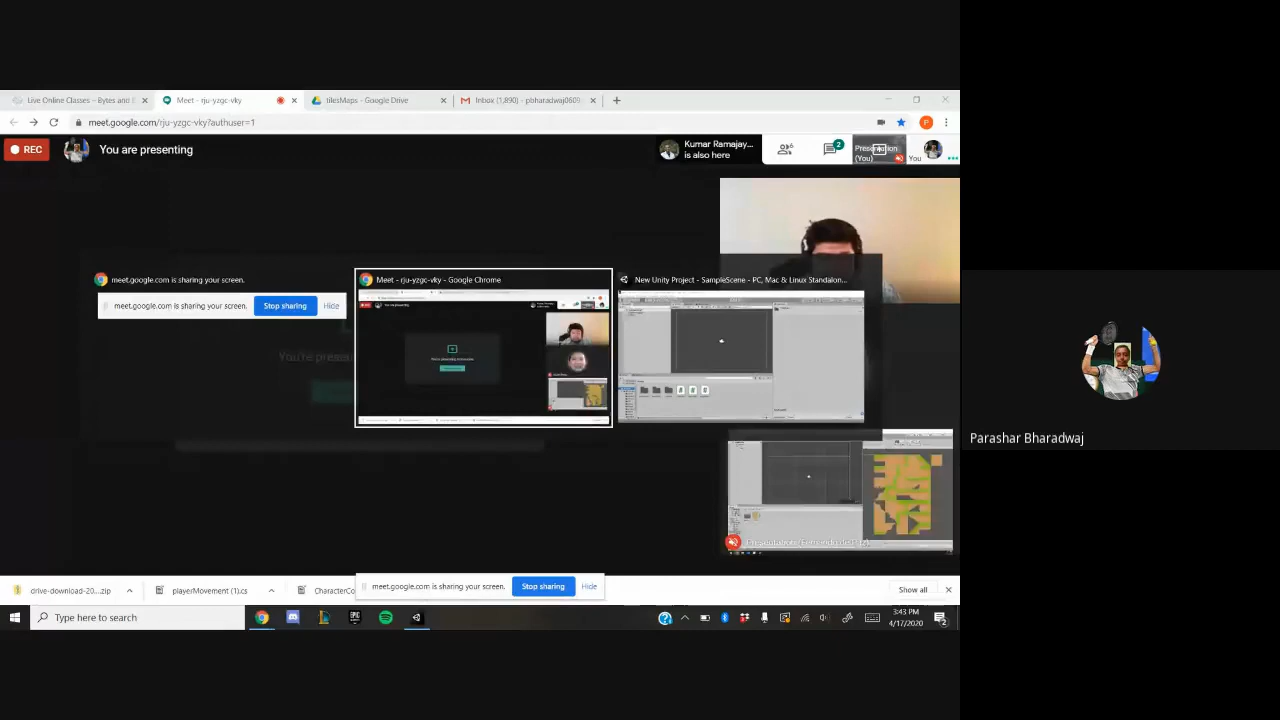 Live Online Classes – Bytes and B
Meet - rju-yzgc-vky
tilesMaps - Google Drive
Inbox (1,890) - pbharadwaj0609
meet.google.com/rju-yzgc-vky?authuser=1
REC
You are presenting
Kumar Ramajay...
is also here
6
2
Presentation
(You)
You
meet.google.com is sharing your screen.
Meet - rju-yzgc-vky - Google Chrome
New Unity Project - SampleScene - PC, Mac & Linux Standalon...
meet.google.com is sharing your screen.
Stop sharing
Hide
Parashar Bharadwaj
drive-download-20....zip
playerMovement (1).cs
CharacterCo
meet.google.com is sharing your screen.
Stop sharing
Hide
Show all
Type here to search
3:43 PM
4/17/2020
2